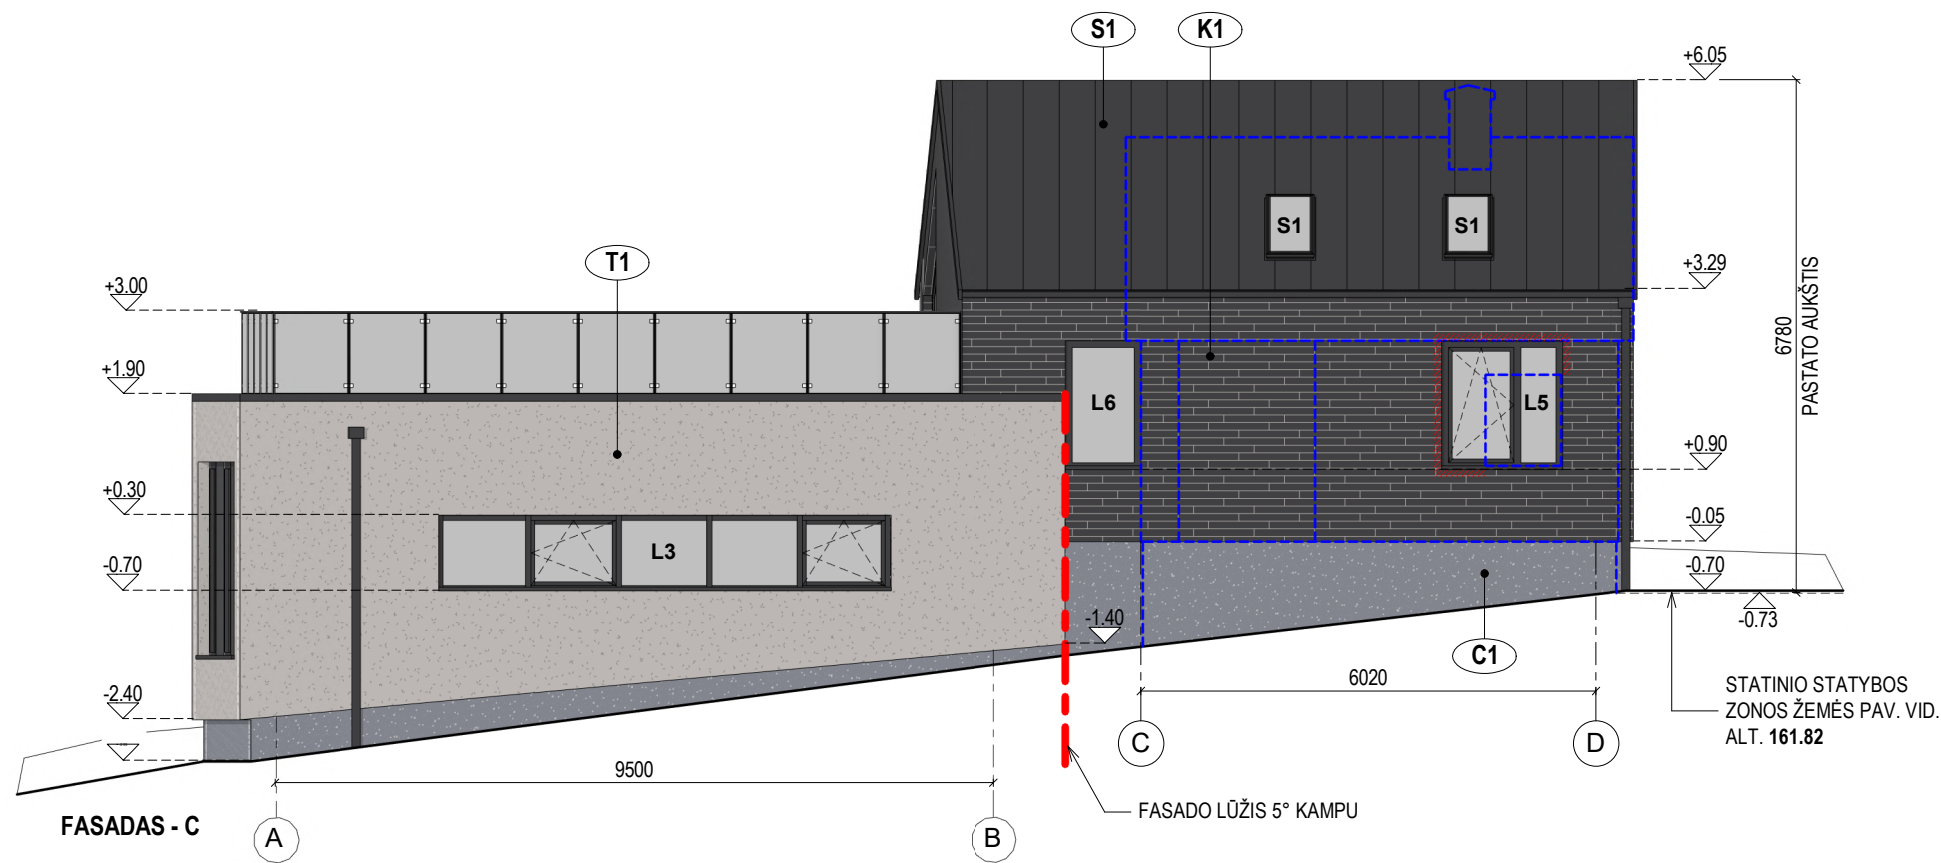 S1
K1
+6.05
S1
S1
T1
+3.29
+3.00
6780
PASTATO AUKŠTIS
+1.90
L6
L5
+0.90
+0.30
-0.05
L3
-0.70
-0.70
-1.40
-0.73
C1
6020
-2.40
STATINIO STATYBOS
ZONOS ŽEMĖS PAV. VID.
ALT. 161.82
C
D
9500
FASADO LŪŽIS 5° KAMPU
FASADAS - C
A
B